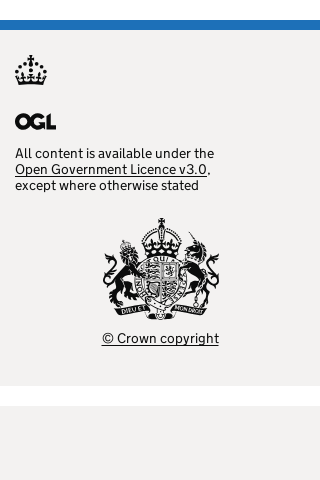 OGL
All content is available under the
Open Government Licence v3.0,
except where otherwise stated
DIEU ET MON DROIT
© Crown copyright